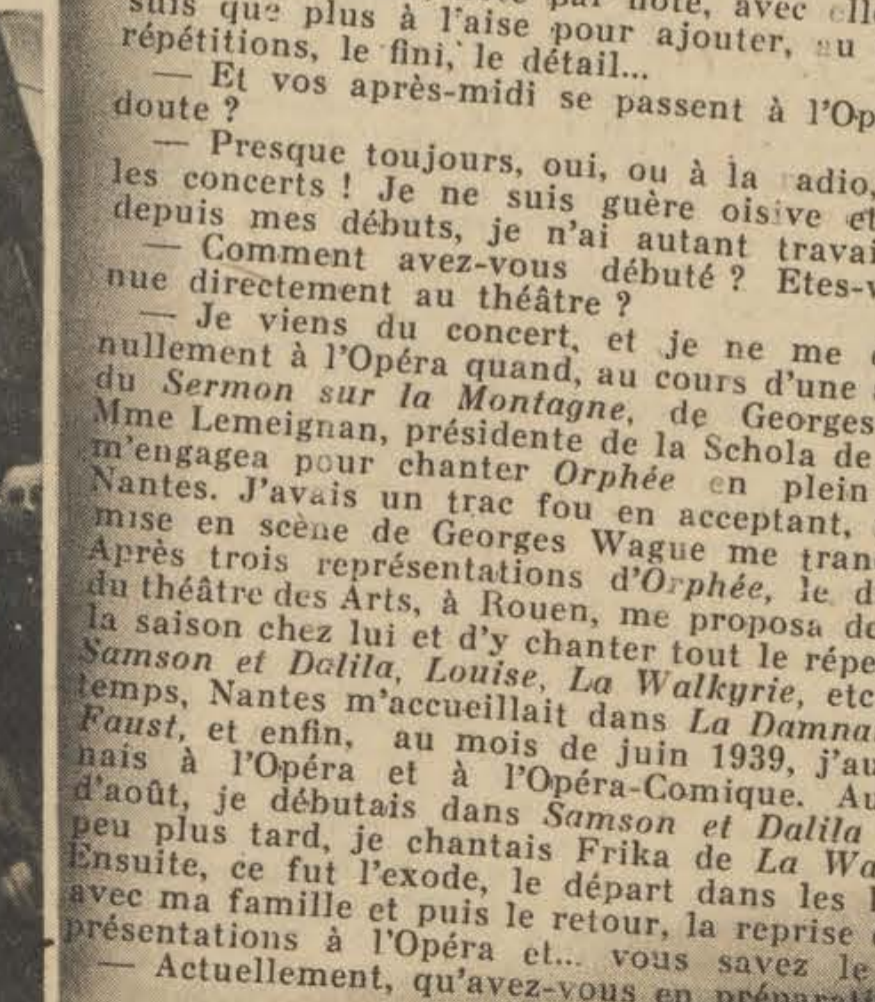 par note, avec
suis que plus à l'aise pour ajouter, au
répétitions, le fini, le détail...
— Et vos après-midi se passent à l'Op
doute ?
— Presque toujours, oui, ou à la adio,
les concerts ! Je ne suis guère oisive et
depuis mes débuts, je n'ai autant travai
— Comment avez-vous débuté ? Etes-v
nue directement au théâtre ?
— Je viens du concert, et je ne me
nullement à l'Opéra quand, au cours d'une
du Sermon sur la Montagne, de Georges
Mme Lemeignan, présidente de la Schola de
m'engagea pour chanter Orphée en plein
Nantes. J'avais un trac fou en acceptant,
mise en scène de Georges Wague me tran
Après trois représentations d'Orphée, le d
du théâtre des Arts, à Rouen, me proposa de
la saison chez lui et d'y chanter tout le répe
Samson et Dalila, Louise, La Walkyrie, etc
temps, Nantes m'accueillait dans La Damna
Faust, et enfin, au mois de juin 1939, j'au
nais à l'Opéra et à l'Opéra-Comique. Au
d'août, je débutais dans Samson et Dalila
peu plus tard, je chantais Frika de La Wa
Ensuite, ce fut l'exode, le départ dans les
avec ma famille et puis le retour, la reprise
présentations à l'Opéra et... vous savez le
— Actuellement, qu'avez-vous en préparati